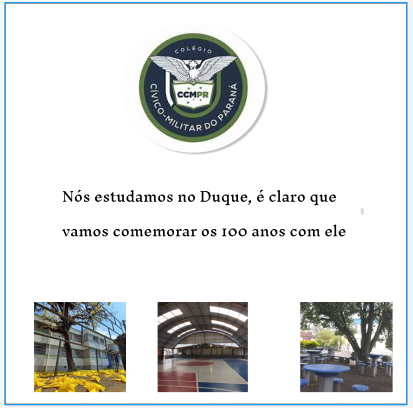 COLÉGIO
CCMPR
CÍVICO-MILITAR DO PARANÁ
Nós estudamos no Duque, é claro que
vamos comemorar os 100 anos com ele